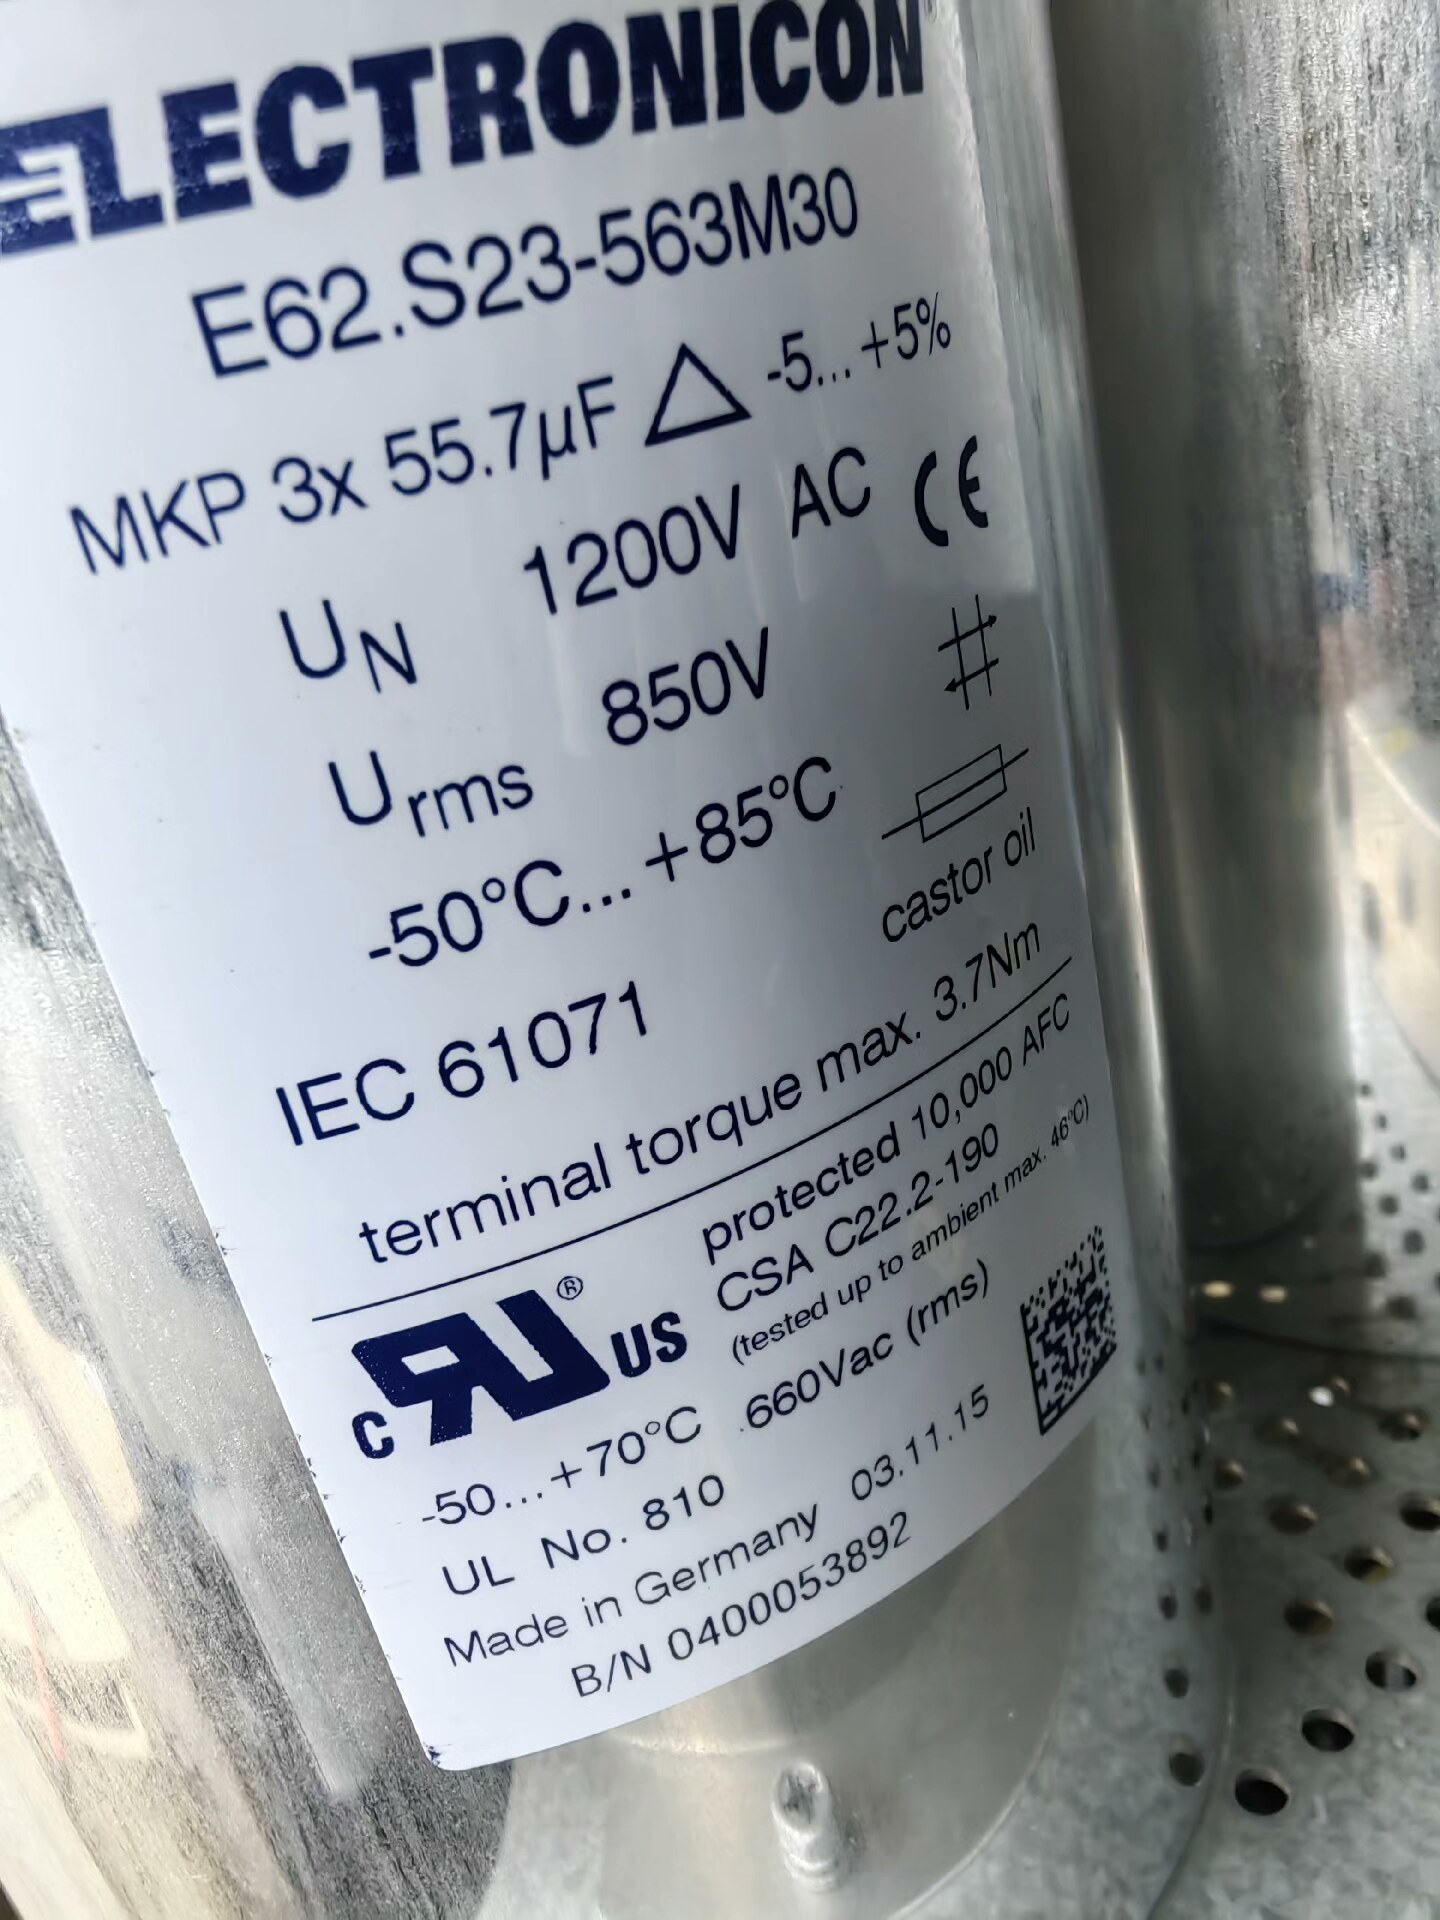 ELECTRONICON
E62.S23-563M30
MKP 3x 55.7µF △ -5...+5%
UN 1200V AC CE
Urms 850V
-50°C...+85°C
castor oil
IEC 61071
terminal torque max. 3.7Nm
protected 10,000 AFC
CSA C22.2-190
(tested up to ambient max. 46°C)
c RU ® US
-50...+70°C 660Vac (rms)
UL No. 810
Made in Germany 03.11.15
B/N 0400053892